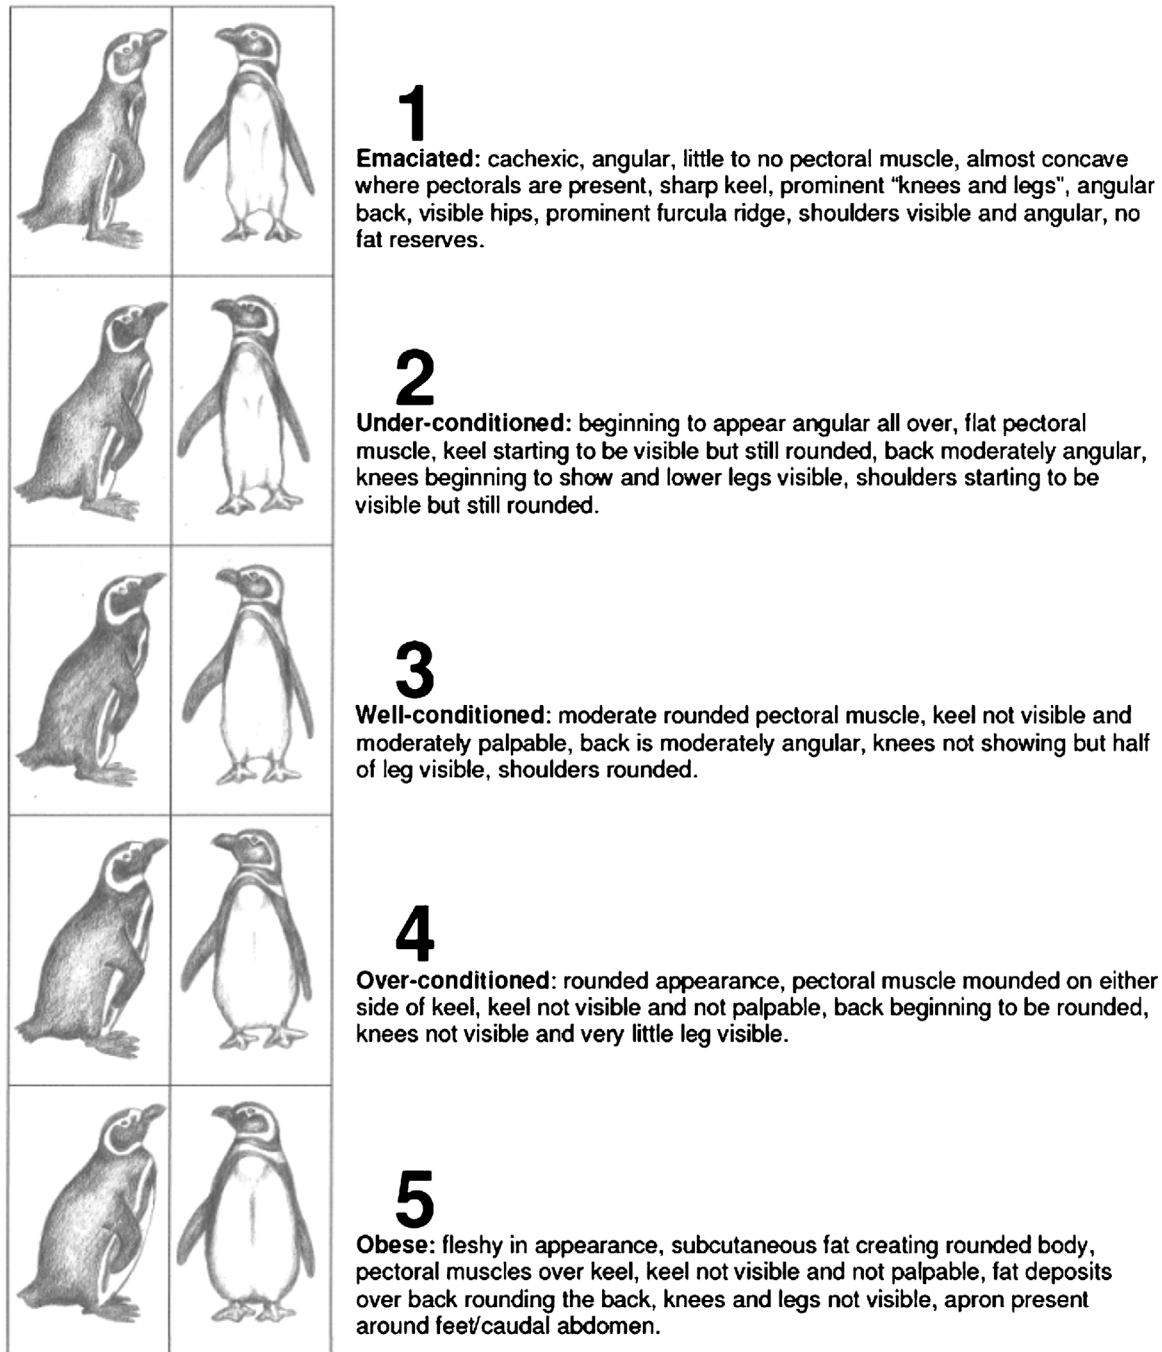 1
Emaciated: cachexic, angular, little to no pectoral muscle, almost concave
where pectorals are present, sharp keel, prominent "knees and legs", angular
back, visible hips, prominent furcula ridge, shoulders visible and angular, no
fat reserves.
2
Under-conditioned: beginning to appear angular all over, flat pectoral
muscle, keel starting to be visible but still rounded, back moderately angular,
knees beginning to show and lower legs visible, shoulders starting to be
visible but still rounded.
3
Well-conditioned: moderate rounded pectoral muscle, keel not visible and
moderately palpable, back is moderately angular, knees not showing but half
of leg visible, shoulders rounded.
4
Over-conditioned: rounded appearance, pectoral muscle mounded on either
side of keel, keel not visible and not palpable, back beginning to be rounded,
knees not visible and very little leg visible.
5
Obese: fleshy in appearance, subcutaneous fat creating rounded body,
pectoral muscles over keel, keel not visible and not palpable, fat deposits
over back rounding the back, knees and legs not visible, apron present
around feet/caudal abdomen.